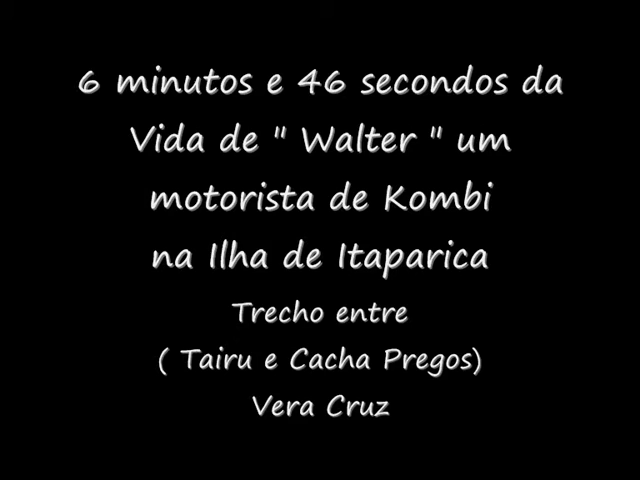 6 minutos e 46 secondos da
Vida de " Walter " um
motorista de Kombi
na Ilha de Itaparica
Trecho entre
( Tairu e Cacha Pregos)
Vera Cruz